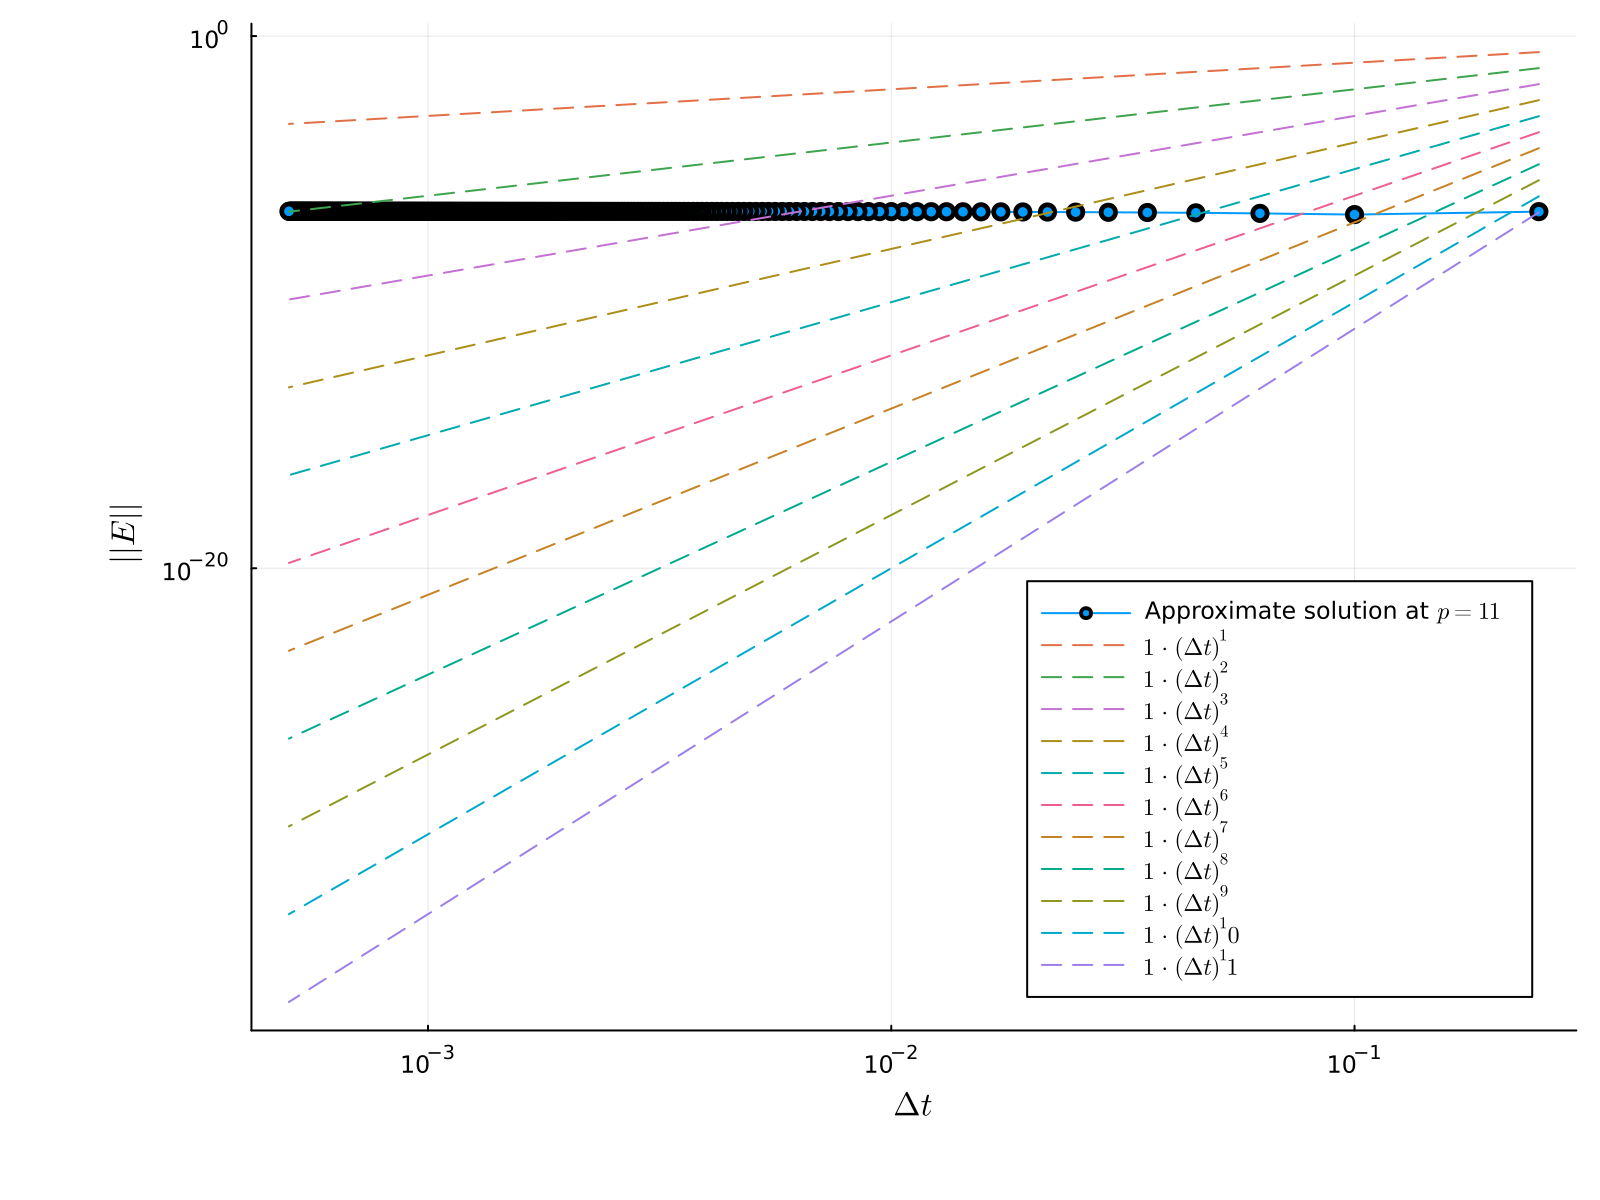 10⁰
||E||
10⁻²⁰
Approximate solution at p = 11
1 · (Δt)¹
1 · (Δt)²
1 · (Δt)³
1 · (Δt)⁴
1 · (Δt)⁵
1 · (Δt)⁶
1 · (Δt)⁷
1 · (Δt)⁸
1 · (Δt)⁹
1 · (Δt)¹0
1 · (Δt)¹1
10⁻³ 10⁻² 10⁻¹
Δt